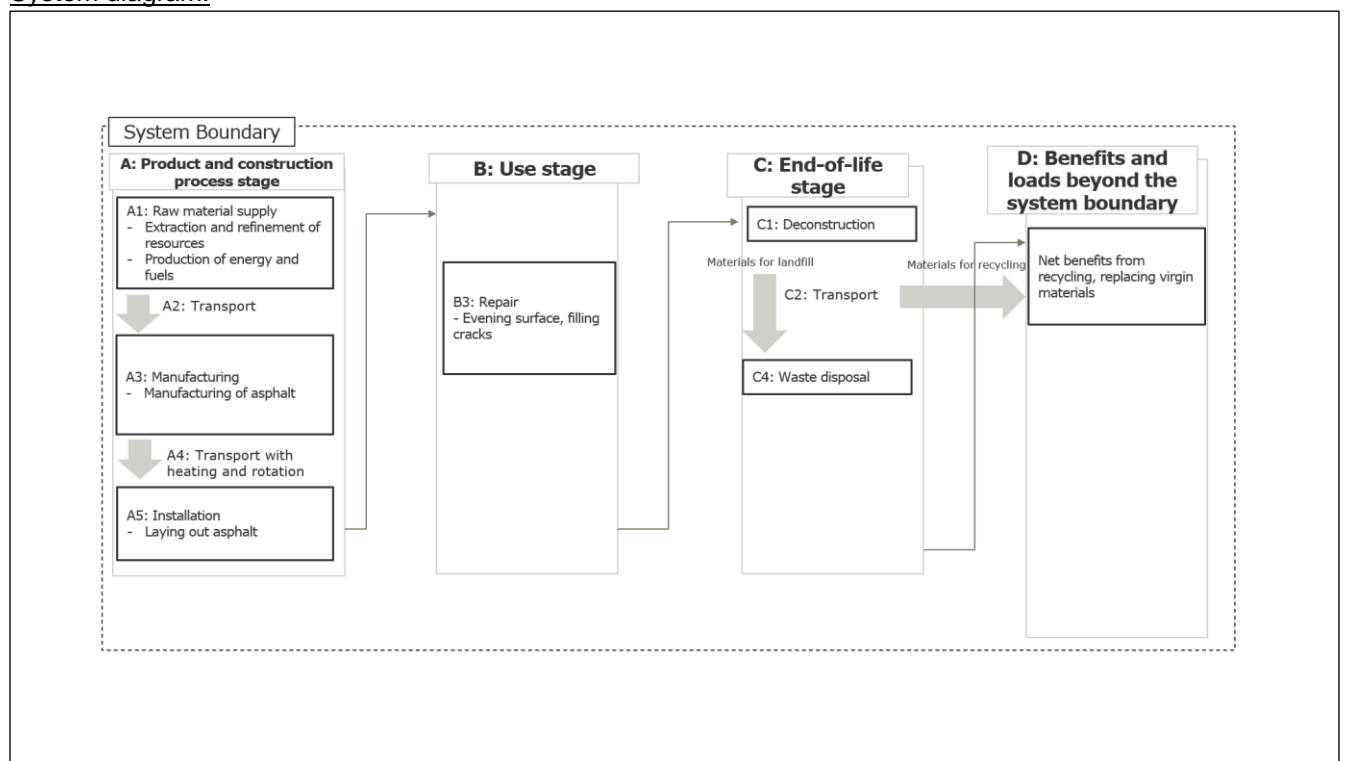 System diagram:
System Boundary
A: Product and construction
process stage
A1: Raw material supply
- Extraction and refinement of
resources
- Production of energy and
fuels
A2: Transport
A3: Manufacturing
- Manufacturing of asphalt
A4: Transport with
heating and rotation
A5: Installation
- Laying out asphalt
B: Use stage
B3: Repair
- Evening surface, filling
cracks
C: End-of-life
stage
C1: Deconstruction
Materials for landfill
C2: Transport
C4: Waste disposal
Materials for recycling
D: Benefits and
loads beyond the
system boundary
Net benefits from
recycling, replacing virgin
materials